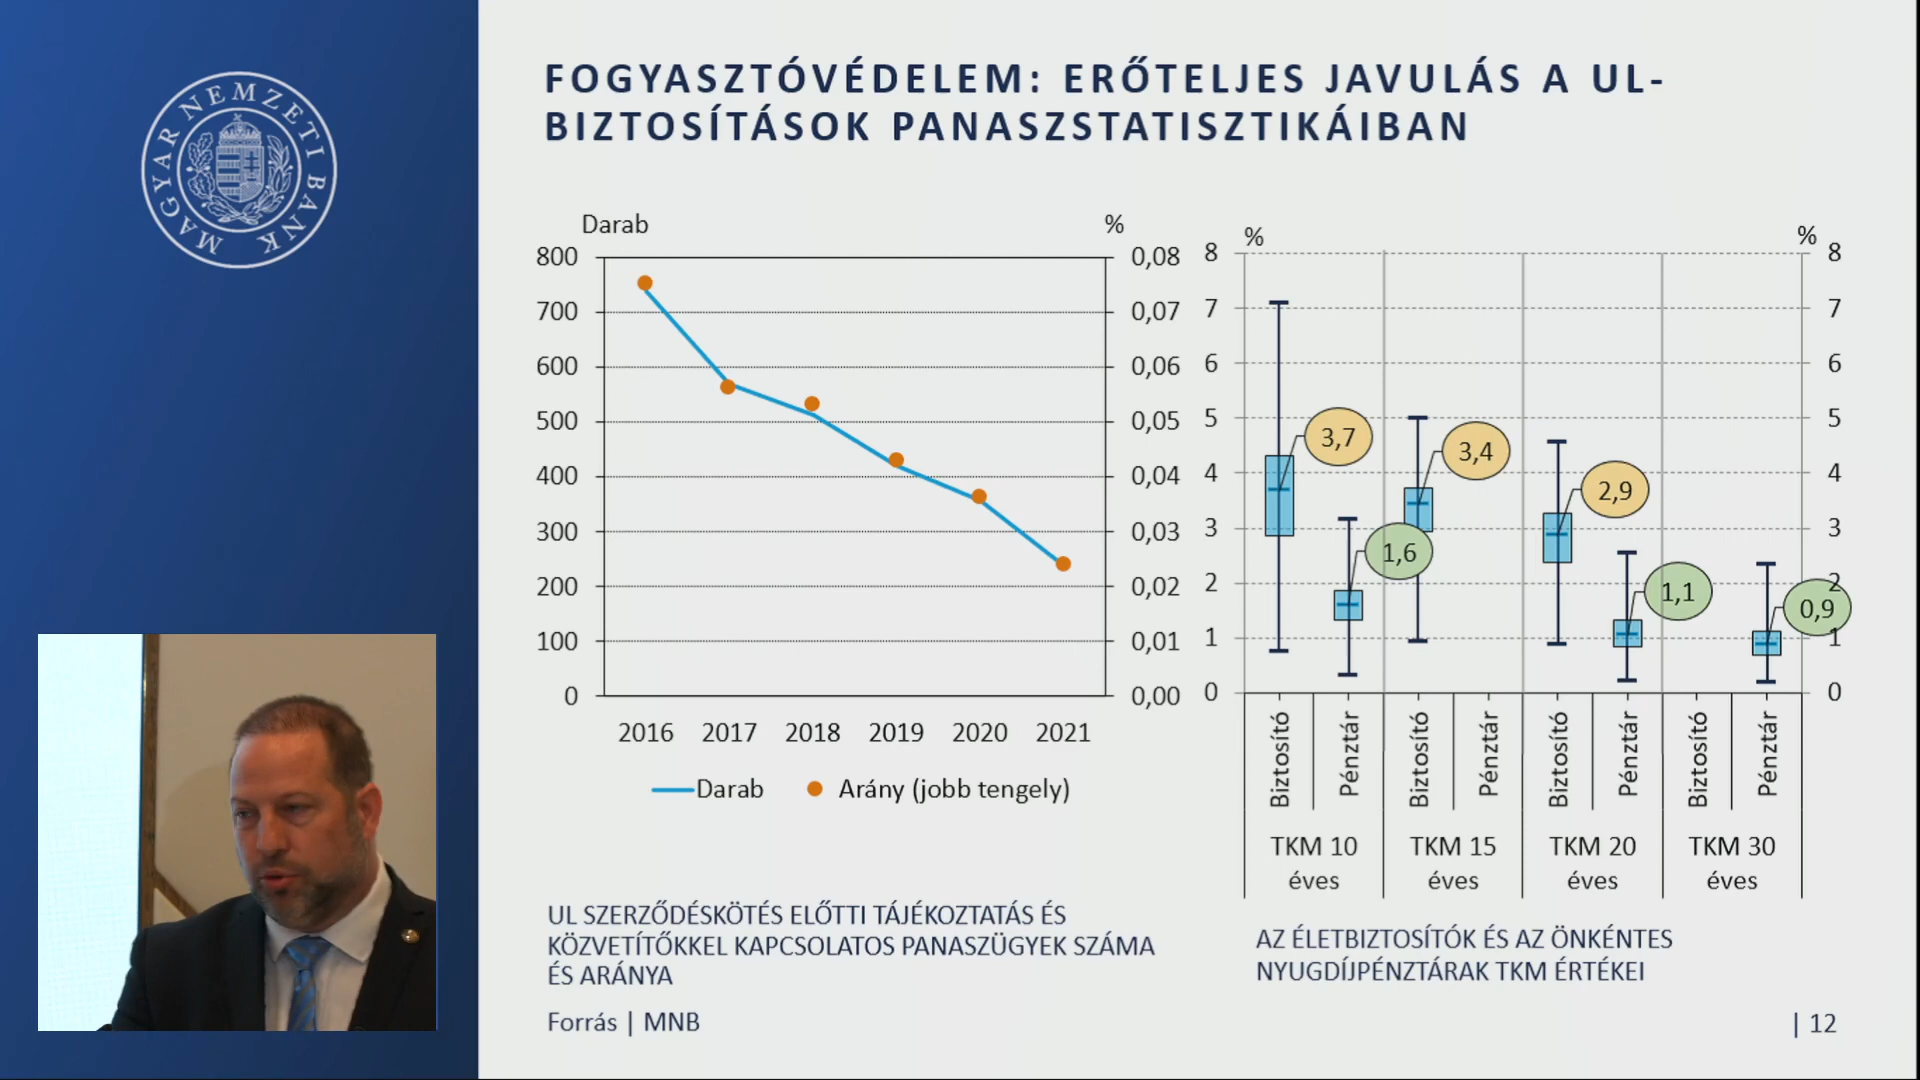 MAGYAR NEMZETI BANK
FOGYASZTÓVÉDELEM: ERŐTELJES JAVULÁS A UL-
BIZTOSÍTÁSOK PANASZSTATISZTIKÁIBAN
Darab
%
800
700
600
500
400
300
200
100
0
0,08
0,07
0,06
0,05
0,04
0,03
0,02
0,01
0,00
2016 2017 2018 2019 2020 2021
Darab
Arány (jobb tengely)
UL SZERZŐDÉSKÖTÉS ELŐTTI TÁJÉKOZTATÁS ÉS
KÖZVETÍTŐKKEL KAPCSOLATOS PANASZÜGYEK SZÁMA
ÉS ARÁNYA
Forrás | MNB
%
%
8
7
6
5
4
3
2
1
0
3,7
1,6
3,4
2,9
1,1
0,9
8
7
6
5
4
3
2
1
0
Biztosító
Pénztár
Biztosító
Pénztár
Biztosító
Pénztár
Biztosító
Pénztár
TKM 10
éves
TKM 15
éves
TKM 20
éves
TKM 30
éves
AZ ÉLETBIZTOSÍTÓK ÉS AZ ÖNKÉNTES
NYUGDÍJPÉNZTÁRAK TKM ÉRTÉKEI
| 12